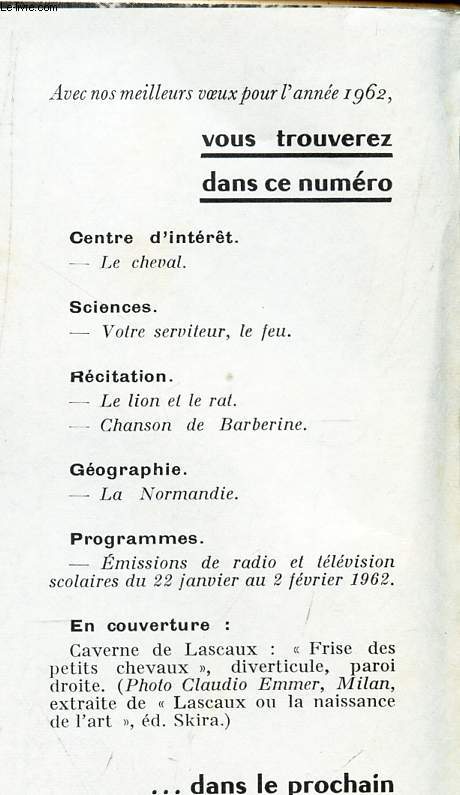 Le-livre.com
Avec nos meilleurs vœux pour l'année 1962,
vous trouverez
dans ce numéro
Centre d'intérêt.
— Le cheval.
Sciences.
— Votre serviteur, le feu.
Récitation.
— Le lion et le rat.
— Chanson de Barberine.
Géographie.
— La Normandie.
Programmes.
— Émissions de radio et télévision
scolaires du 22 janvier au 2 février 1962.
En couverture :
Caverne de Lascaux : « Frise des
petits chevaux », diverticule, paroi
droite. (Photo Claudio Emmer, Milan,
extraite de « Lascaux ou la naissance
de l'art », éd. Skira.)
... dans le prochain